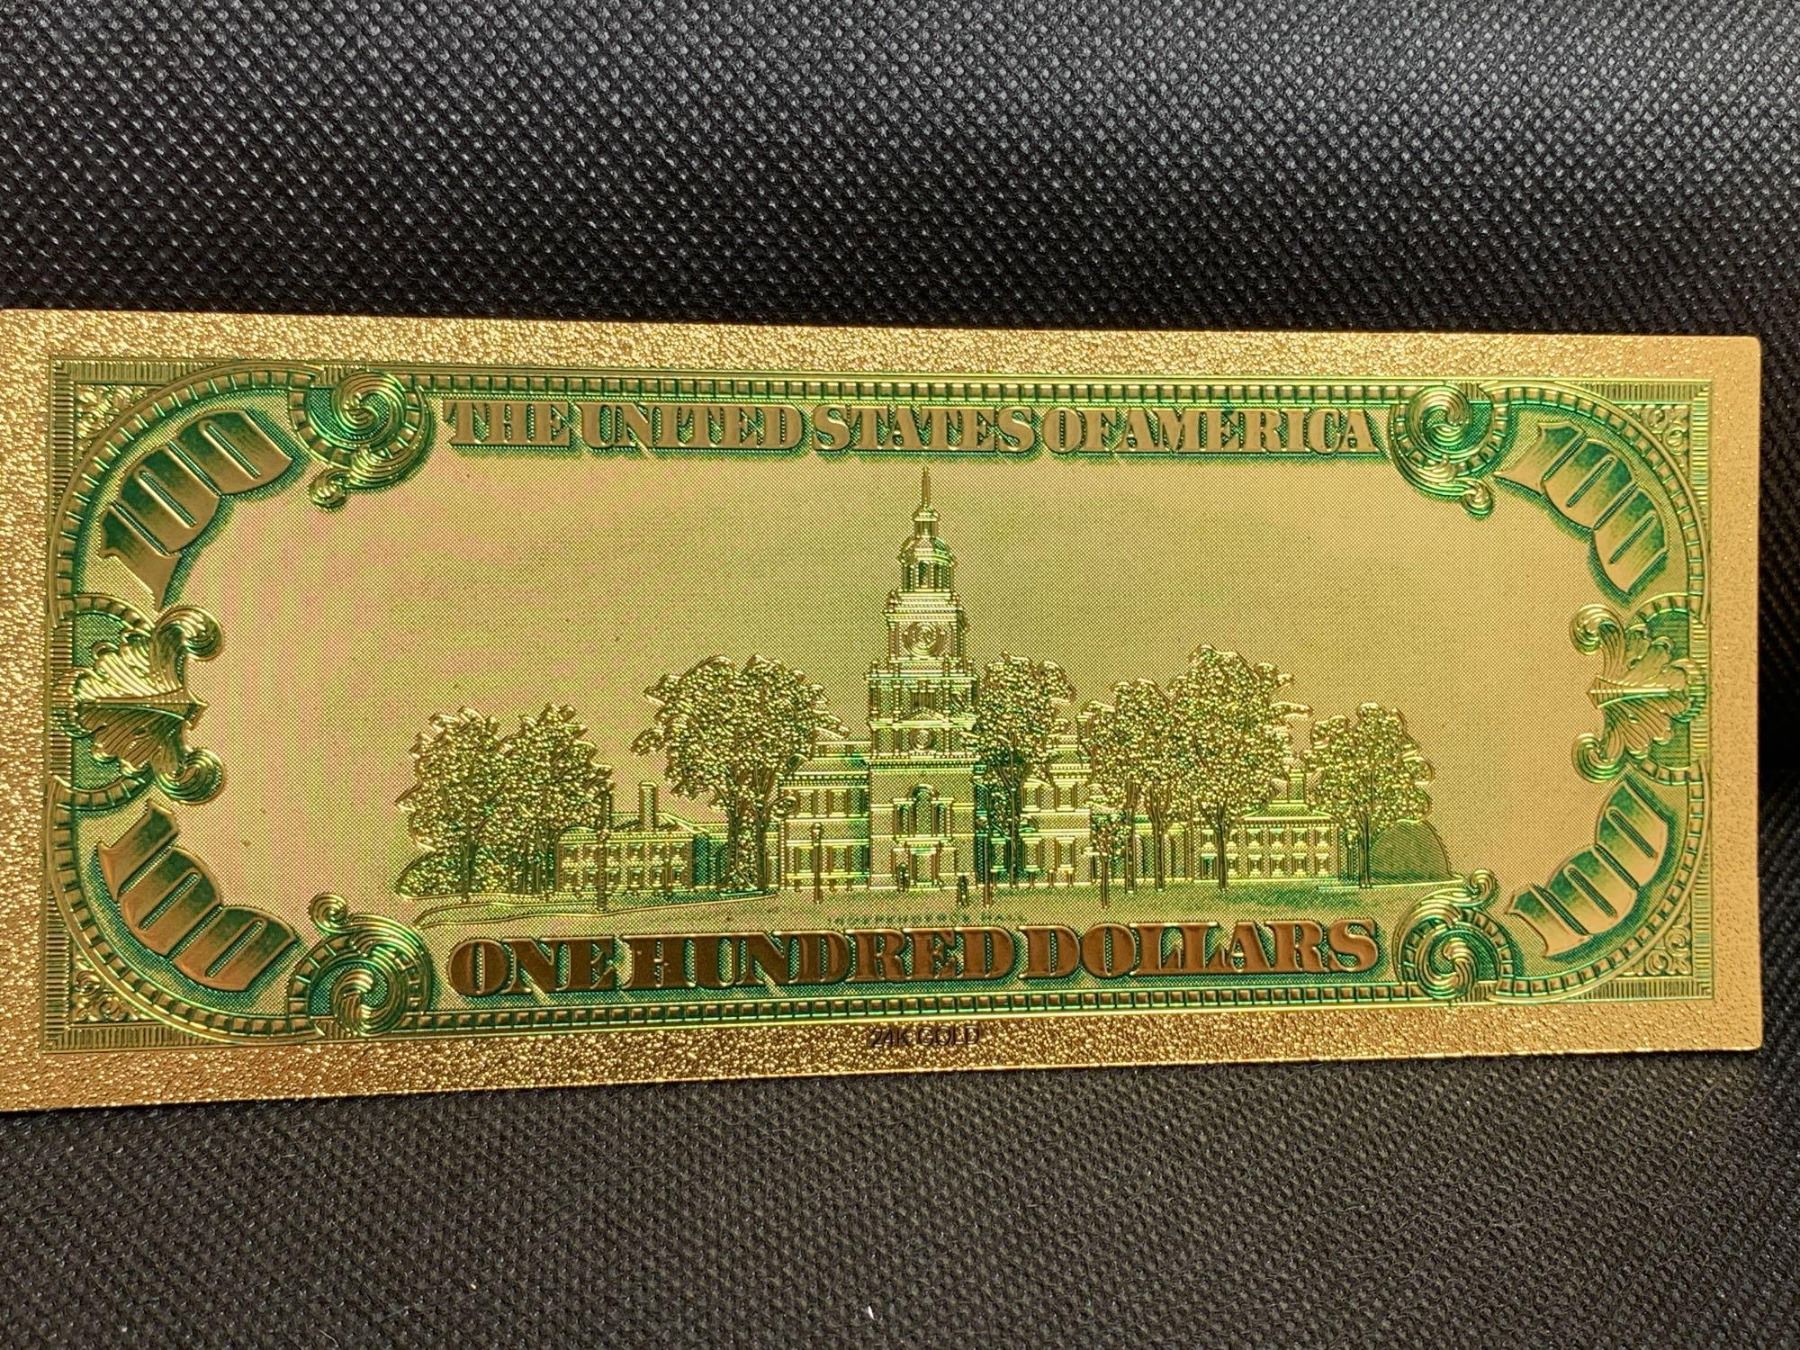 100 THE UNITED STATES OF AMERICA 100
INDEPENDENCE HALL
100 ONE HUNDRED DOLLARS 100
24K GOLD